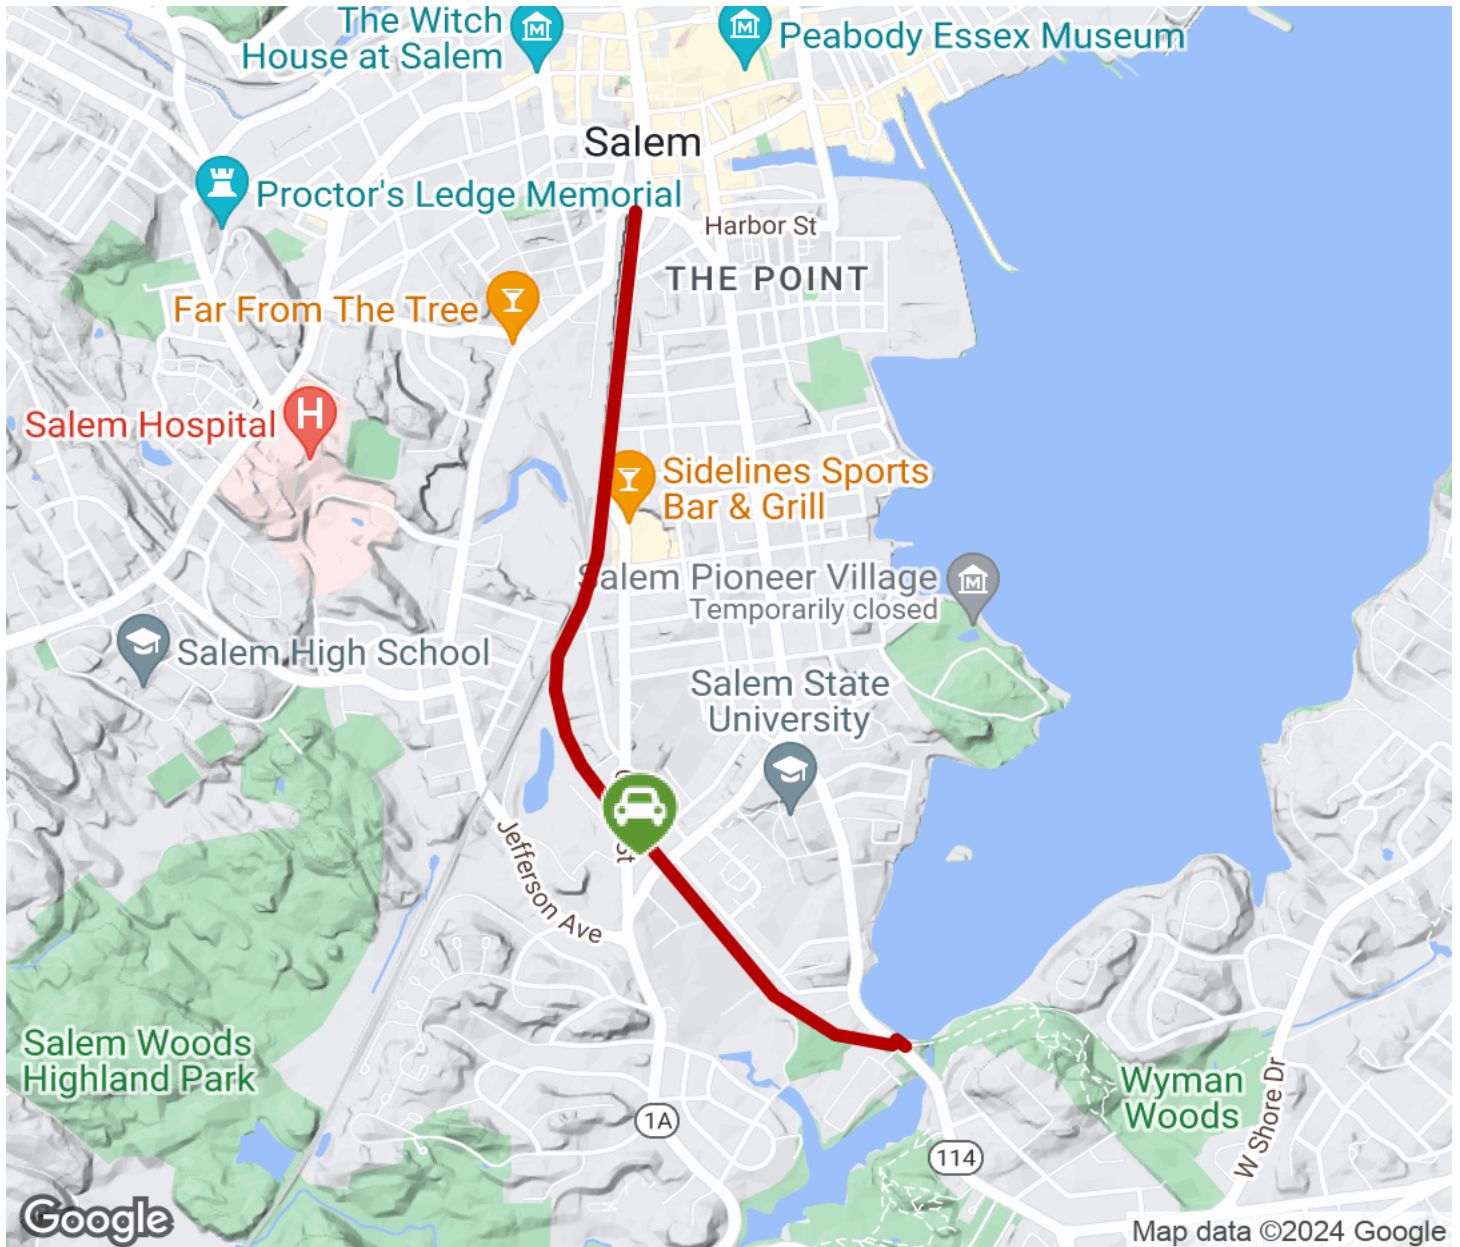 The Witch
House at Salem
Peabody Essex Museum
Salem
Proctor's Ledge Memorial
Harbor St
THE POINT
Far From The Tree
Salem Hospital
H
Sidelines Sports
Bar & Grill
Salem Pioneer Village
Temporarily closed
Salem High School
Salem State
University
St
Jefferson Ave
Salem Woods
Highland Park
Wyman
Woods
W Shore Dr
1A
114
Google
Map data ©2024 Google